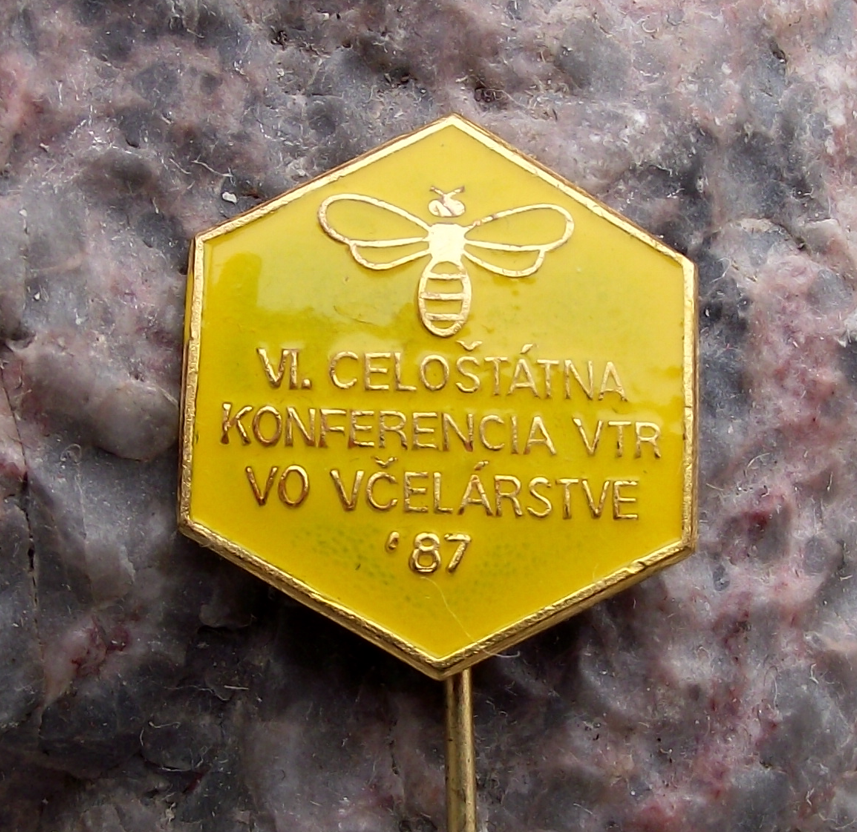 VI. CELOŠTÁTNA
KONFERENCIA VTR
VO VČELÁRSTVE
'87